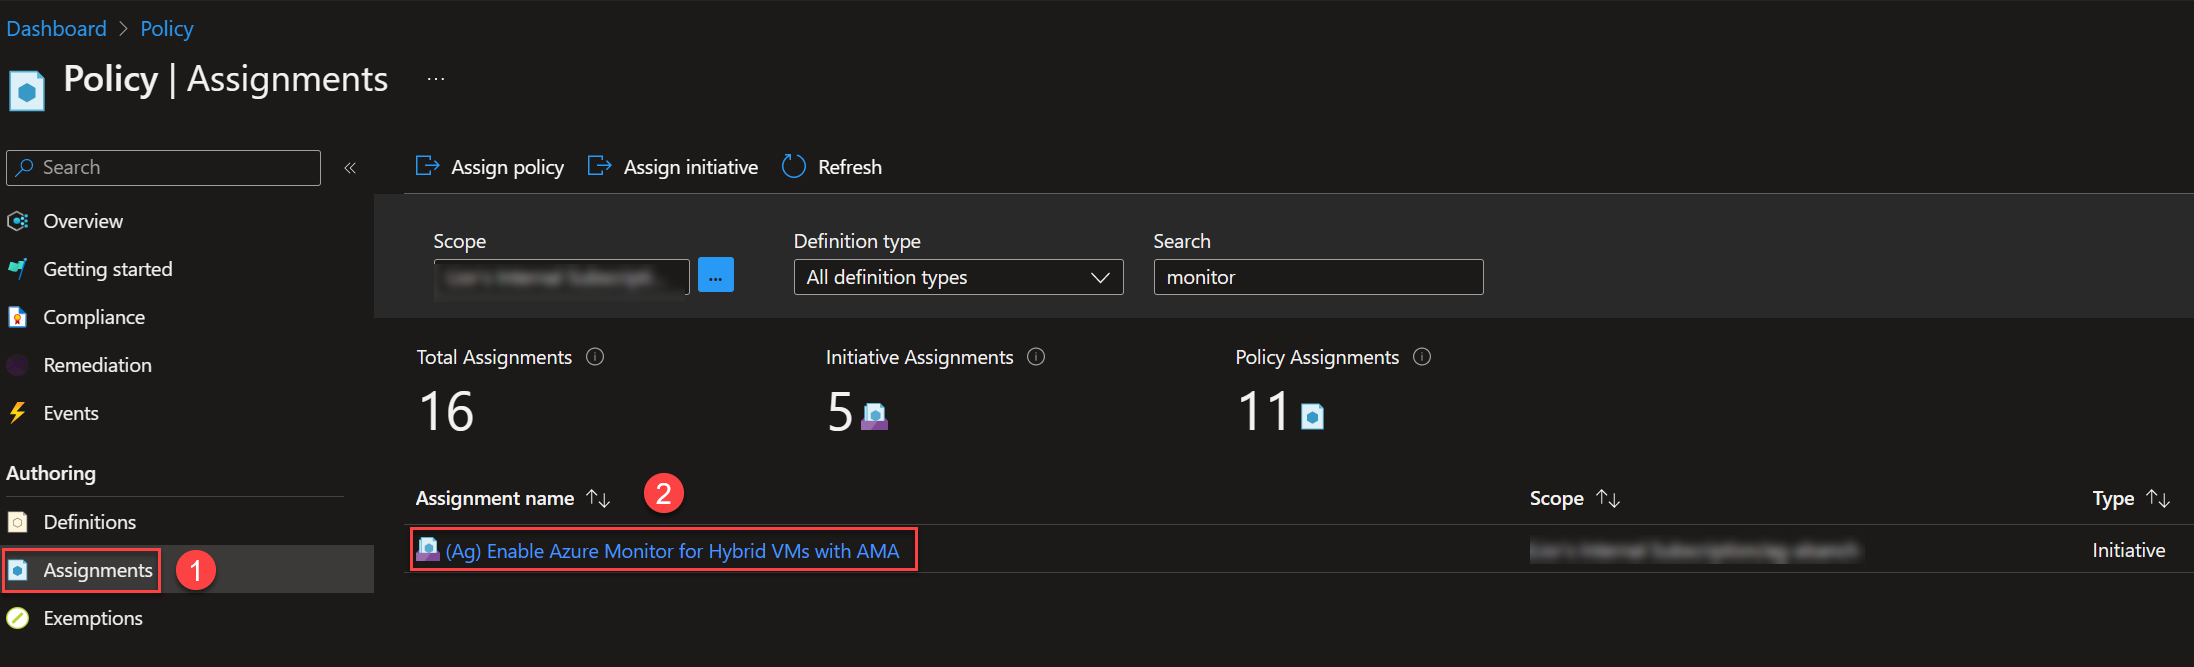 Dashboard > Policy
Policy | Assignments ...
Search «
Overview
Getting started
Compliance
Remediation
Events
Authoring
Definitions
Assignments 1
Exemptions
Assign policy Assign initiative Refresh
Scope Definition type Search
... All definition types monitor
Total Assignments Initiative Assignments Policy Assignments
16 5 11
Assignment name 2 Scope Type
(Ag) Enable Azure Monitor for Hybrid VMs with AMA Initiative